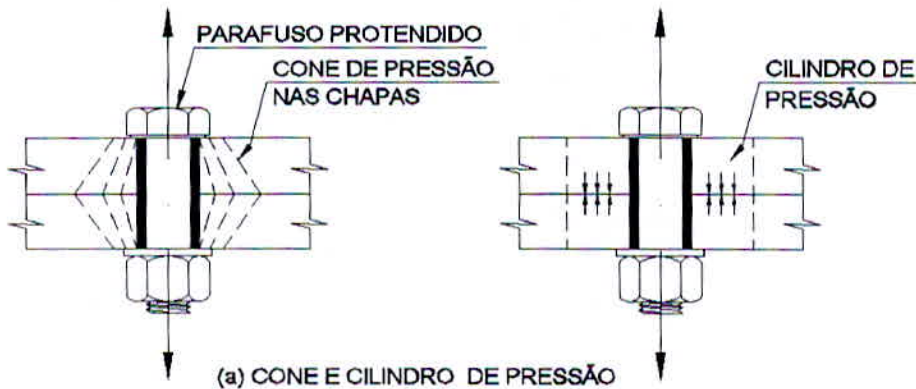 PARAFUSO PROTENDIDO
CONE DE PRESSÃO
NAS CHAPAS
CILINDRO DE
PRESSÃO
(a) CONE E CILINDRO DE PRESSÃO